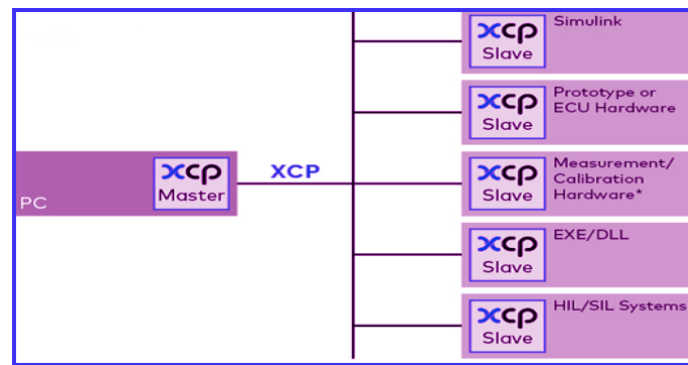 xcp
Slave
Simulink
xcp
Slave
Prototype or
ECU Hardware
PC
xcp
Master
XCP
xcp
Slave
Measurement/
Calibration
Hardware*
xcp
Slave
EXE/DLL
xcp
Slave
HIL/SIL Systems